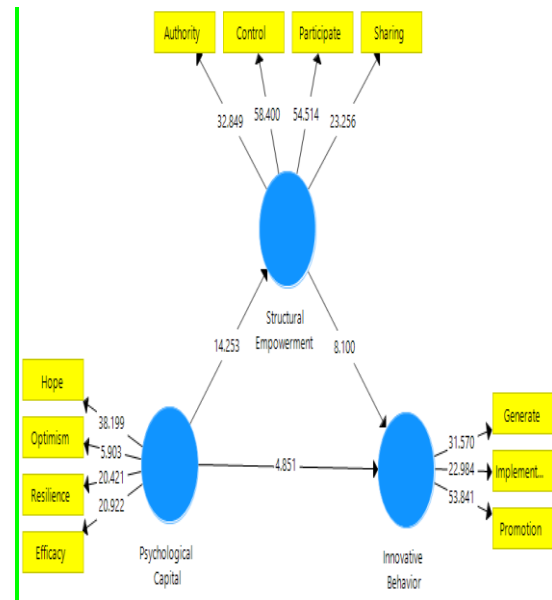 Authority
Control
Participate
Sharing
32.849
58.400
54.514
23.256
Structural
Empowerment
14.253
8.100
Hope
Optimism
Resilience
Efficacy
38.199
5.903
20.421
20.922
4.851
Psychological
Capital
Generate
Implement...
Promotion
31.570
22.984
53.841
Innovative
Behavior